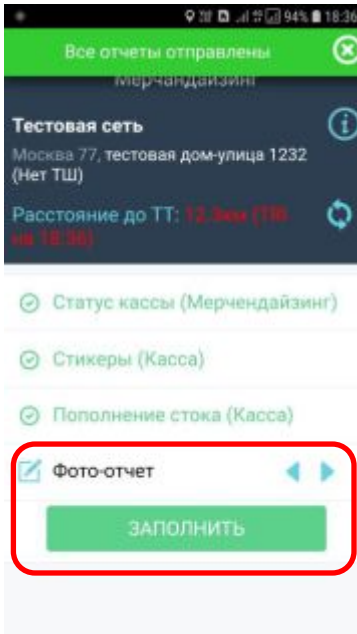 94% 18:36
Все отчеты отправлены
Мерчандайзинг
Тестовая сеть
Москва 77, тестовая дом-улица 1232
(Нет ТШ)
Расстояние до ТТ: 12.3км (ТШ
на 18:36)
Статус кассы (Мерчендайзинг)
Стикеры (Касса)
Пополнение стока (Касса)
Фото-отчет
ЗАПОЛНИТЬ